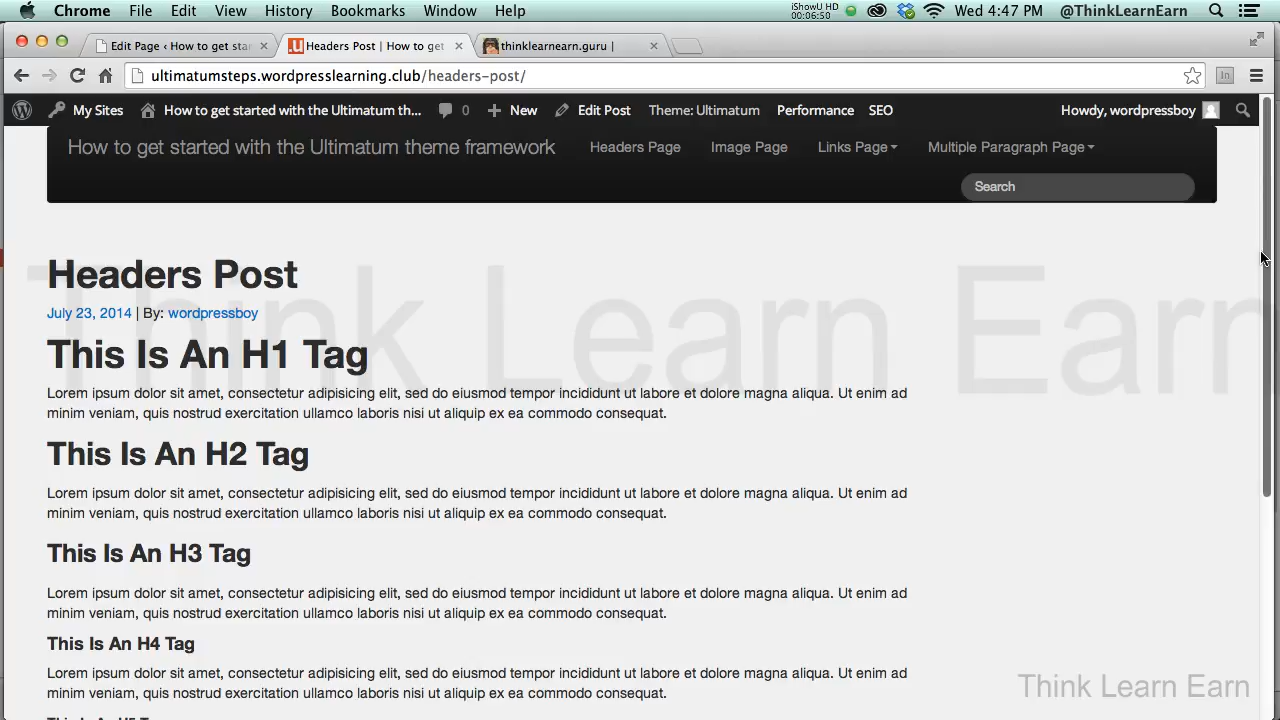 Chrome File Edit View History Bookmarks Window Help iShowU HD 00:06:50 Wed 4:47 PM @ThinkLearnEarn
Edit Page ‹ How to get star Headers Post | How to get thinklearnearn.guru |
ultimatumsteps.wordpresslearning.club/headers-post/ In
My Sites How to get started with the Ultimatum th... 0 New Edit Post Theme: Ultimatum Performance SEO Howdy, wordpressboy
How to get started with the Ultimatum theme framework Headers Page Image Page Links Page Multiple Paragraph Page
Search
Headers Post
July 23, 2014 | By: wordpressboy
Think Learn Earn
This Is An H1 Tag
Lorem ipsum dolor sit amet, consectetur adipisicing elit, sed do eiusmod tempor incididunt ut labore et dolore magna aliqua. Ut enim ad
minim veniam, quis nostrud exercitation ullamco laboris nisi ut aliquip ex ea commodo consequat.
This Is An H2 Tag
Lorem ipsum dolor sit amet, consectetur adipisicing elit, sed do eiusmod tempor incididunt ut labore et dolore magna aliqua. Ut enim ad
minim veniam, quis nostrud exercitation ullamco laboris nisi ut aliquip ex ea commodo consequat.
This Is An H3 Tag
Lorem ipsum dolor sit amet, consectetur adipisicing elit, sed do eiusmod tempor incididunt ut labore et dolore magna aliqua. Ut enim ad
minim veniam, quis nostrud exercitation ullamco laboris nisi ut aliquip ex ea commodo consequat.
This Is An H4 Tag
Lorem ipsum dolor sit amet, consectetur adipisicing elit, sed do eiusmod tempor incididunt ut labore et dolore magna aliqua. Ut enim ad
minim veniam, quis nostrud exercitation ullamco laboris nisi ut aliquip ex ea commodo consequat.
Think Learn Earn